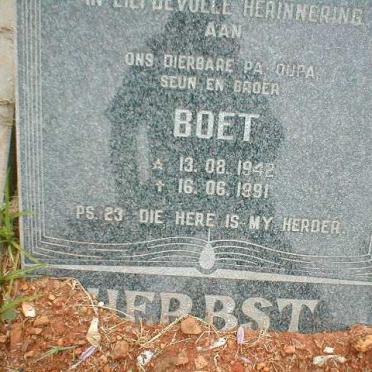 IN LIEFDEVOLLE HERINNERING
AAN
ONS DIERBARE PA, OUPA,
SEUN EN BROER
BOET
☆ 13.08.1942
✝ 16.06.1991
PS. 23 DIE HERE IS MY HERDER.
HERBST